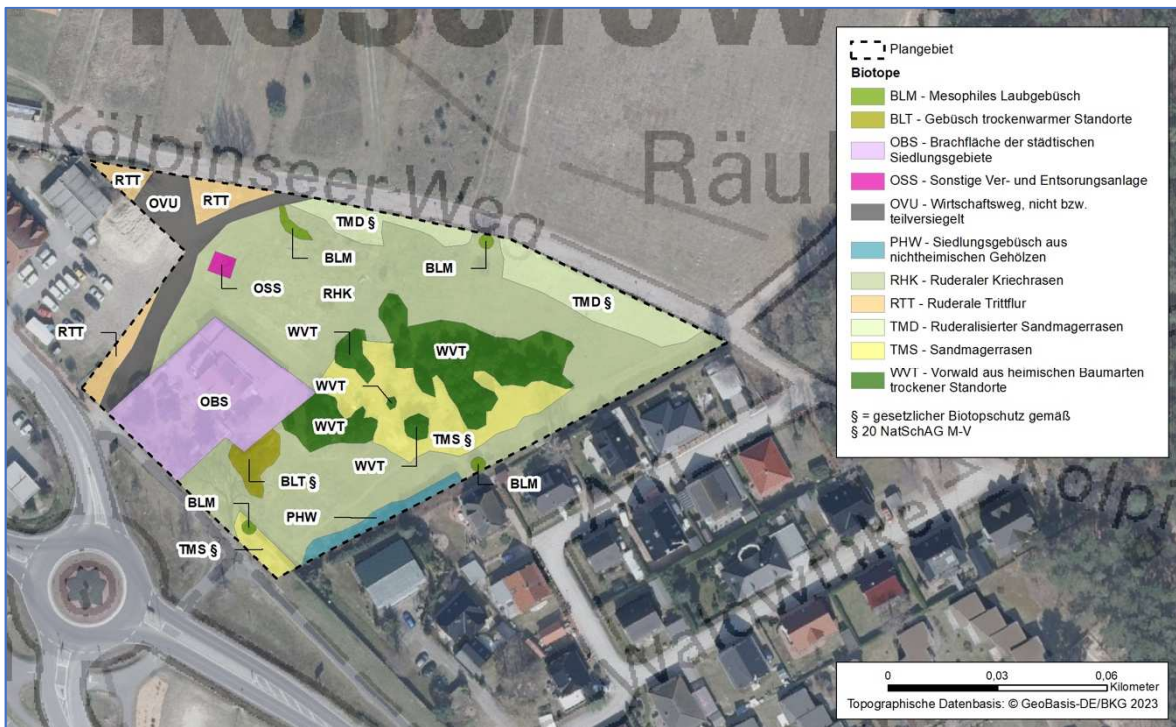 Koserow
Kölpinseer Weg
Räu
RTT
RTT
OVU
TMD §
BLM
BLM
TMD §
OSS
RHK
RTT
WVT
WVT
WVT
OBS
WVT
TMS §
WVT
BLT §
BLM
BLM
PHW
TMS §
Plangebiet
Biotope
BLM - Mesophiles Laubgebüsch
BLT - Gebüsch trockenwarmer Standorte
OBS - Brachfläche der städtischen
Siedlungsgebiete
OSS - Sonstige Ver- und Entsorungsanlage
OVU - Wirtschaftsweg, nicht bzw.
teilversiegelt
PHW - Siedlungsgebüsch aus
nichtheimischen Gehölzen
RHK - Ruderaler Kriechrasen
RTT - Ruderale Trittflur
TMD - Ruderalisierter Sandmagerrasen
TMS - Sandmagerrasen
WVT - Vorwald aus heimischen Baumarten
trockener Standorte
§ = gesetzlicher Biotopschutz gemäß
§ 20 NatSchAG M-V
0 0,03 0,06
Kilometer
Topographische Datenbasis: © GeoBasis-DE/BKG 2023